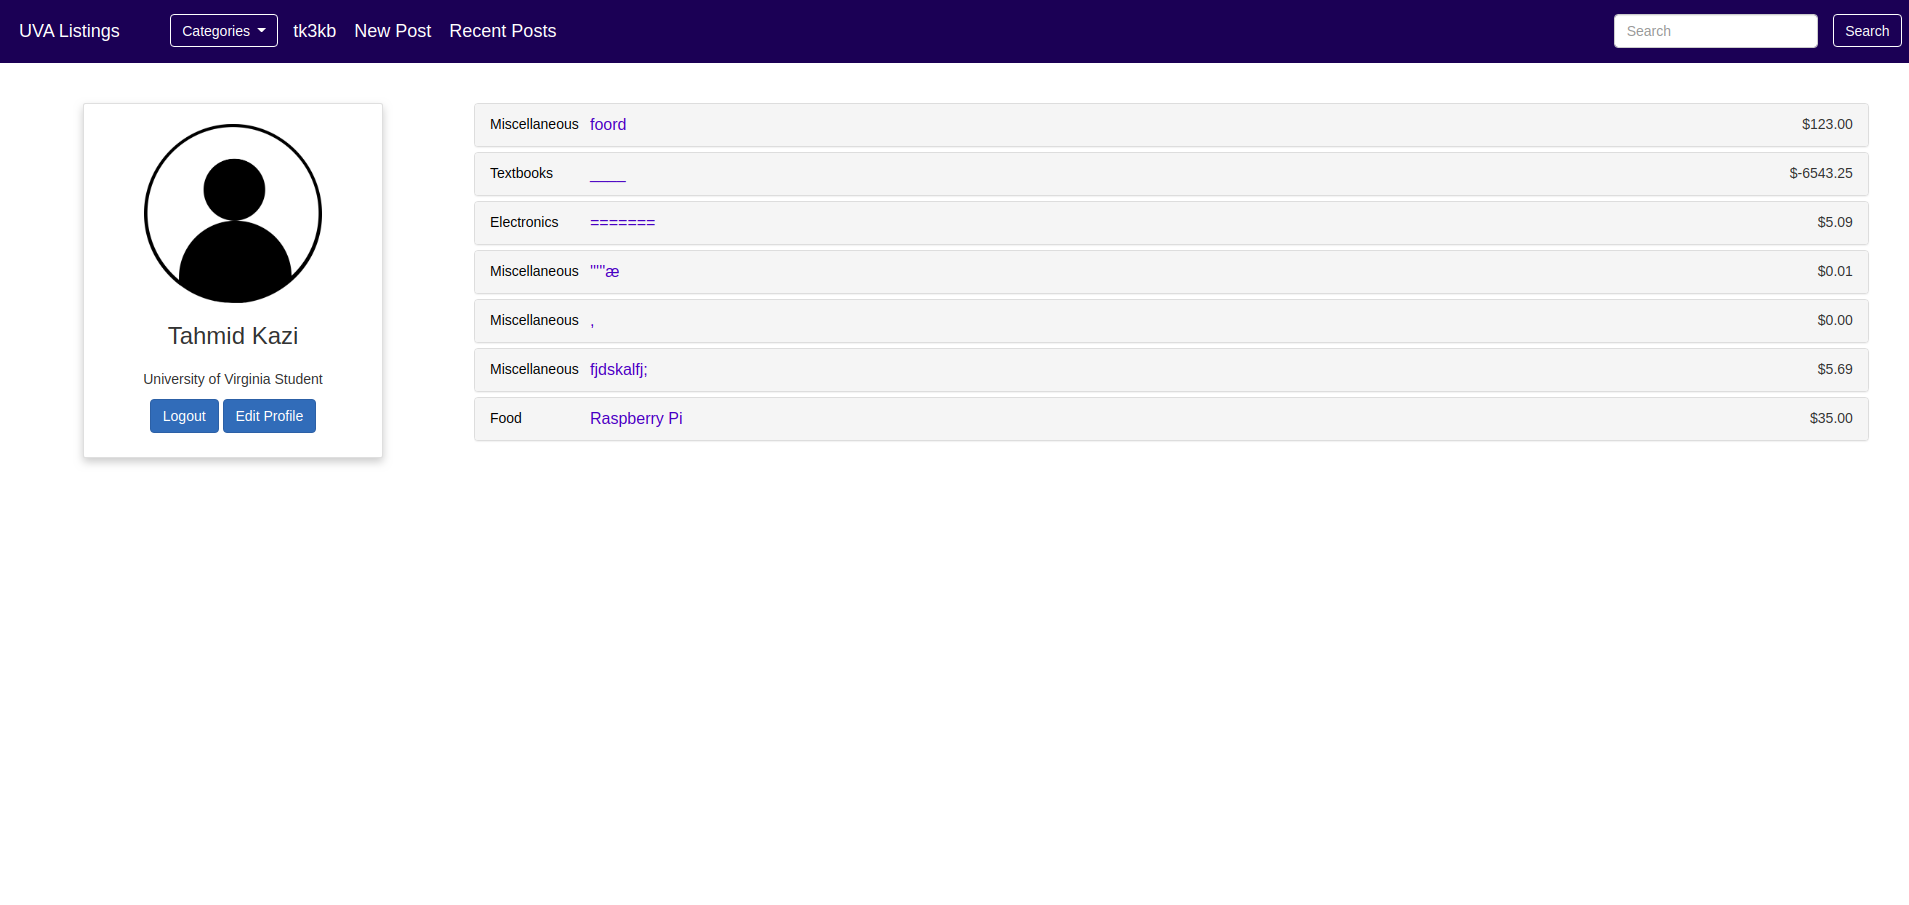 UVA Listings Categories tk3kb New Post Recent Posts Search Search
Tahmid Kazi
University of Virginia Student
Logout Edit Profile
Miscellaneous foord $123.00
Textbooks ____ $-6543.25
Electronics ======= $5.09
Miscellaneous """æ $0.01
Miscellaneous , $0.00
Miscellaneous fjdskalfj; $5.69
Food Raspberry Pi $35.00